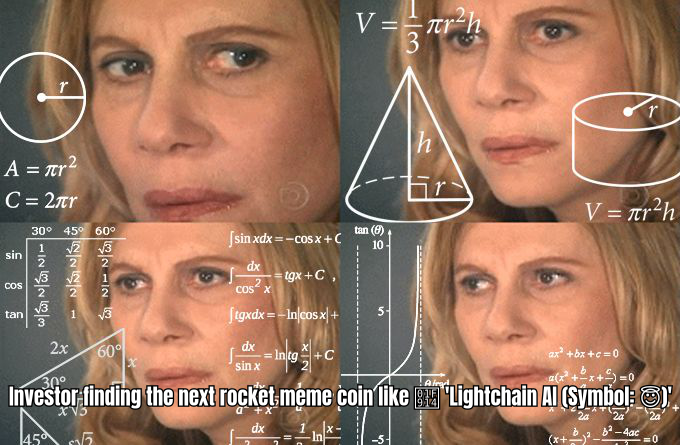 r
A = πr²
C = 2πr
V = 1/3 πr²h
h
r
r
V = πr²h
30° 45° 60°
sin 1/2 √2/2 √3/2
cos √3/2 √2/2 1/2
tan √3/3 1 √3
∫sin xdx = −cos x + C
∫dx/cos² x = tgx + C ,
∫tgxdx = −ln|cos x| +
∫dx/sin x = ln|tg x/2| + C
2x
60°
x
30°
x√3
45°
tan (θ)
10
5
−5
ax² + bx + c = 0
Investor finding the next rocket meme coin like 'Lightchain AI (Symbol: 😇)'